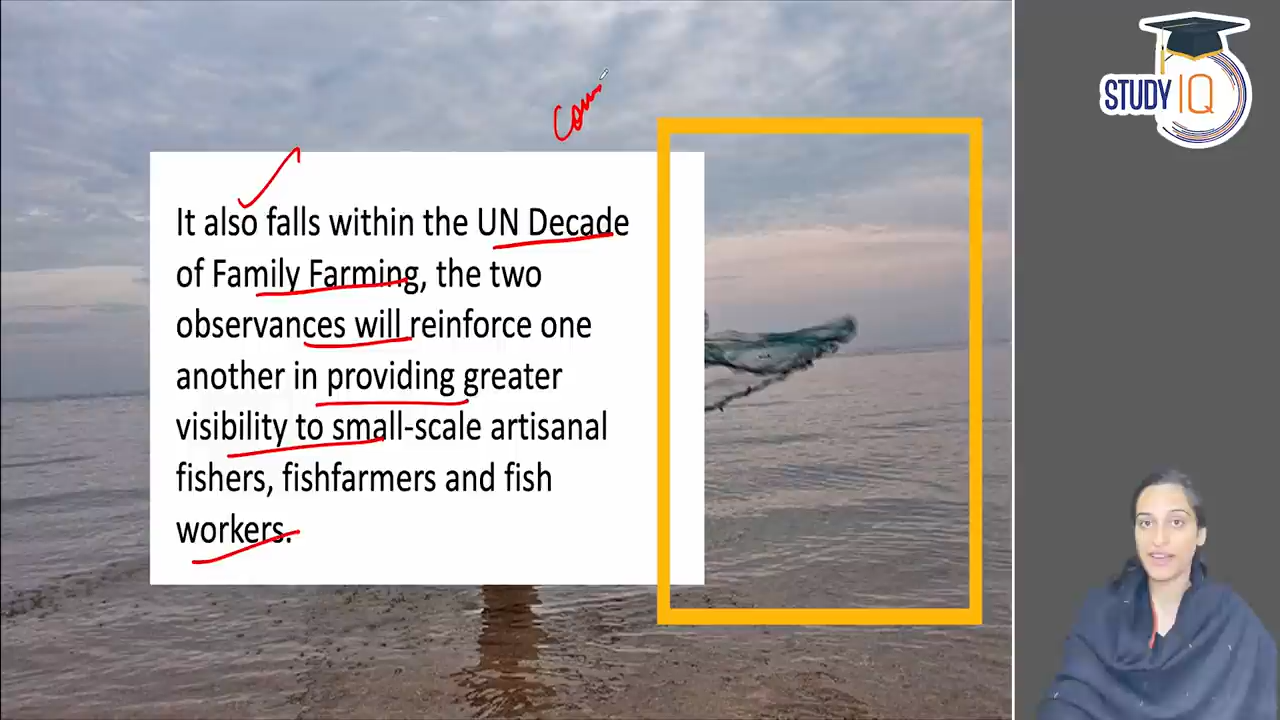 Com
It also falls within the UN Decade
of Family Farming, the two
observances will reinforce one
another in providing greater
visibility to small-scale artisanal
fishers, fishfarmers and fish
workers.
STUDY IQ